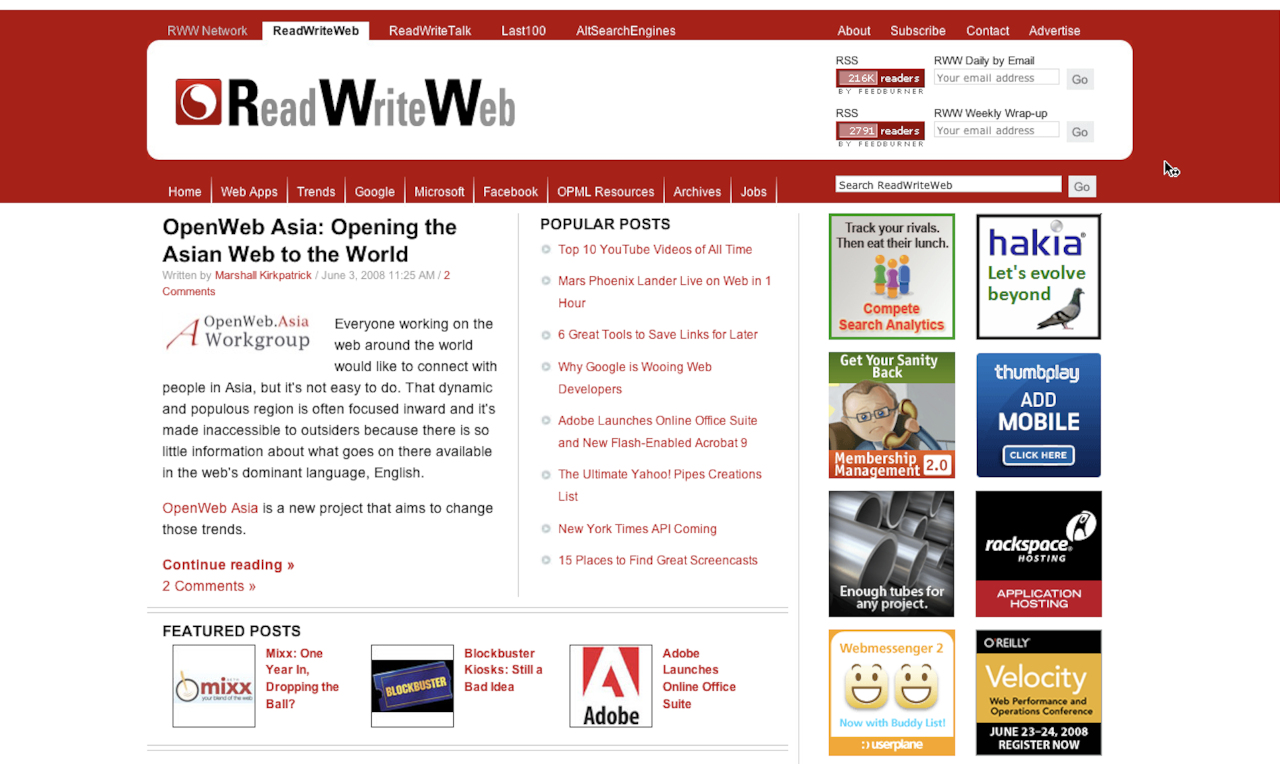 RWW Network
ReadWriteWeb
ReadWriteTalk
Last100
AltSearchEngines
About
Subscribe
Contact
Advertise
ReadWriteWeb
RSS
216K readers
BY FEEDBURNER
RWW Daily by Email
Your email address
Go
RSS
2791 readers
BY FEEDBURNER
RWW Weekly Wrap-up
Your email address
Go
Home
Web Apps
Trends
Google
Microsoft
Facebook
OPML Resources
Archives
Jobs
Search ReadWriteWeb
Go
OpenWeb Asia: Opening the
Asian Web to the World
Written by Marshall Kirkpatrick / June 3, 2008 11:25 AM / 2
Comments
A OpenWeb.Asia
Workgroup
Everyone working on the
web around the world
would like to connect with
people in Asia, but it's not easy to do. That dynamic
and populous region is often focused inward and it's
made inaccessible to outsiders because there is so
little information about what goes on there available
in the web's dominant language, English.
OpenWeb Asia is a new project that aims to change
those trends.
Continue reading »
2 Comments »
POPULAR POSTS
Top 10 YouTube Videos of All Time
Mars Phoenix Lander Live on Web in 1
Hour
6 Great Tools to Save Links for Later
Why Google is Wooing Web
Developers
Adobe Launches Online Office Suite
and New Flash-Enabled Acrobat 9
The Ultimate Yahoo! Pipes Creations
List
New York Times API Coming
15 Places to Find Great Screencasts
FEATURED POSTS
mixx
your blend of the web
Mixx: One
Year In,
Dropping the
Ball?
BLOCKBUSTER
Blockbuster
Kiosks: Still a
Bad Idea
Adobe
Adobe
Launches
Online Office
Suite
Track your rivals.
Then eat their lunch.
Compete
Search Analytics
hakia®
Let's evolve
beyond
Get Your Sanity
Back
Membership
Management 2.0
thumbplay
ADD
MOBILE
CLICK HERE
Enough tubes for
any project.
rackspace®
HOSTING
APPLICATION
HOSTING
Webmessenger 2
Now with Buddy List!
:) userplane
O'REILLY®
Velocity
Web Performance and
Operations Conference
JUNE 23–24, 2008
REGISTER NOW